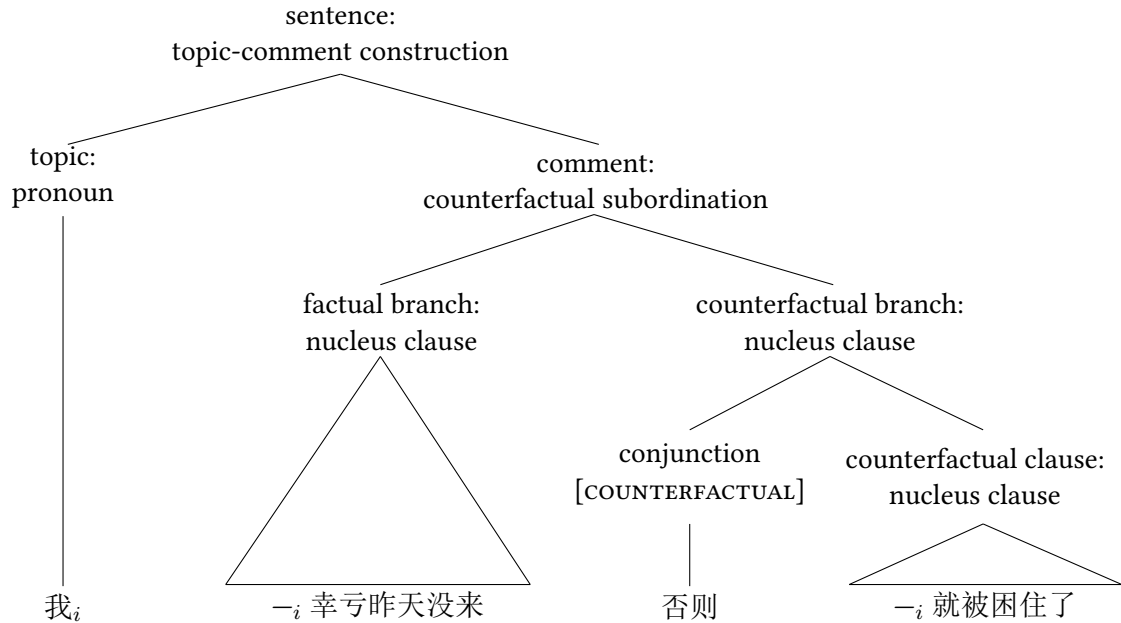 sentence:
topic-comment construction
topic:
pronoun
comment:
counterfactual subordination
factual branch:
nucleus clause
counterfactual branch:
nucleus clause
conjunction
[COUNTERFACTUAL]
counterfactual clause:
nucleus clause
我i
–i 幸亏昨天没来
否则
–i 就被困住了